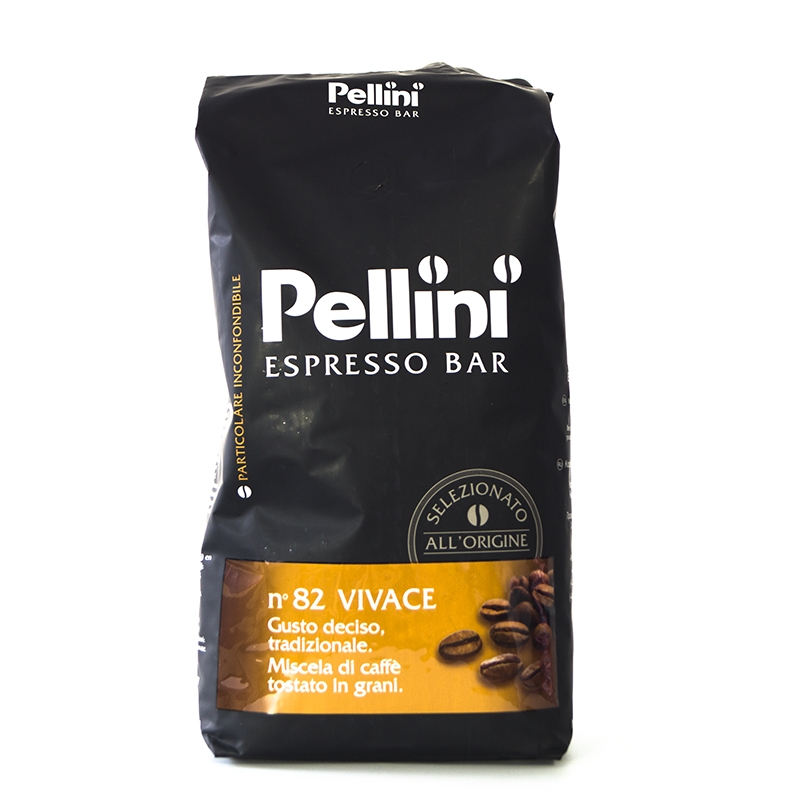 Pellini
ESPRESSO BAR
Pellini
ESPRESSO BAR
PARTICOLARE INCONFONDIBILE
SELEZIONATO
ALL'ORIGINE
n° 82 VIVACE
Gusto deciso,
tradizionale.
Miscela di caffè
tostato in grani.